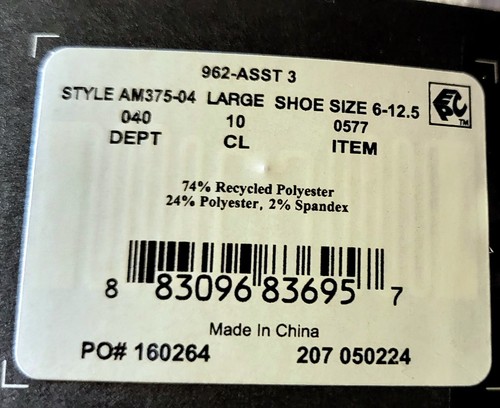 962-ASST 3
STYLE AM375-04 LARGE SHOE SIZE 6-12.5
040 10 0577
DEPT CL ITEM
74% Recycled Polyester
24% Polyester, 2% Spandex
8 83096 83695 7
Made In China
PO# 160264 207 050224